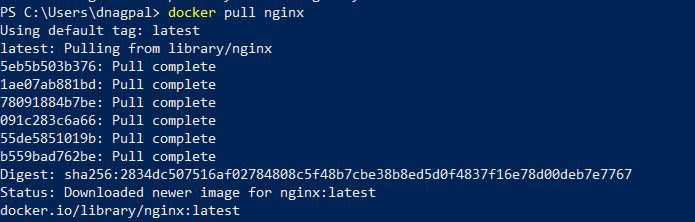 PS C:\Users\dnagpal> docker pull nginx
Using default tag: latest
latest: Pulling from library/nginx
5eb5b503b376: Pull complete
1ae07ab881bd: Pull complete
78091884b7be: Pull complete
091c283c6a66: Pull complete
55de5851019b: Pull complete
b559bad762be: Pull complete
Digest: sha256:2834dc507516af02784808c5f48b7cbe38b8ed5d0f4837f16e78d00deb7e7767
Status: Downloaded newer image for nginx:latest
docker.io/library/nginx:latest